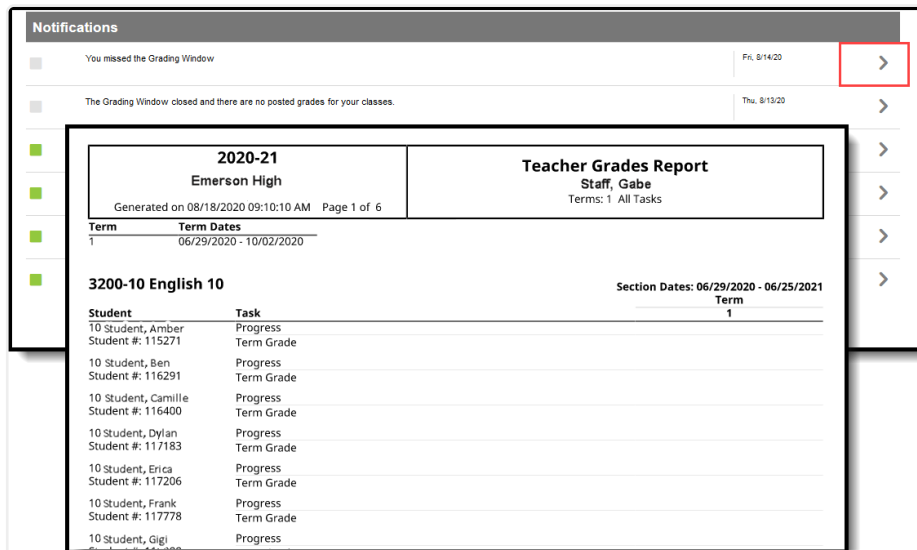 Notifications
You missed the Grading Window Fri, 8/14/20
The Grading Window closed and there are no posted grades for your classes. Thu, 8/13/20
2020-21
Emerson High
Generated on 08/18/2020 09:10:10 AM Page 1 of 6
Teacher Grades Report
Staff, Gabe
Terms: 1 All Tasks
Term Term Dates
1 06/29/2020 - 10/02/2020
3200-10 English 10
Section Dates: 06/29/2020 - 06/25/2021
Term
Student Task 1
10 Student, Amber Progress
Student #: 115271 Term Grade
10 Student, Ben Progress
Student #: 116291 Term Grade
10 Student, Camille Progress
Student #: 116400 Term Grade
10 Student, Dylan Progress
Student #: 117183 Term Grade
10 Student, Erica Progress
Student #: 117206 Term Grade
10 Student, Frank Progress
Student #: 117778 Term Grade
10 Student, Gigi Progress